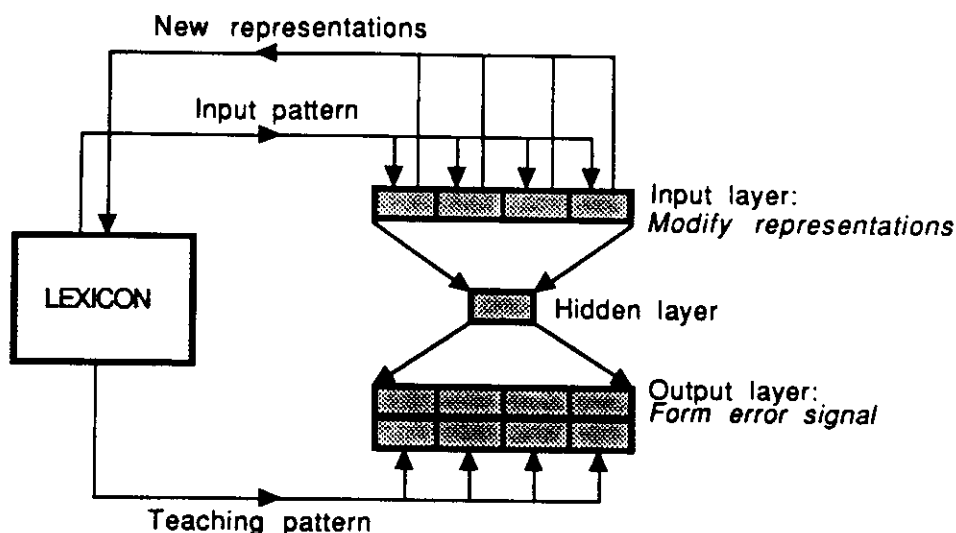 New representations
Input pattern
Input layer:
Modify representations
LEXICON
Hidden layer
Output layer:
Form error signal
Teaching pattern